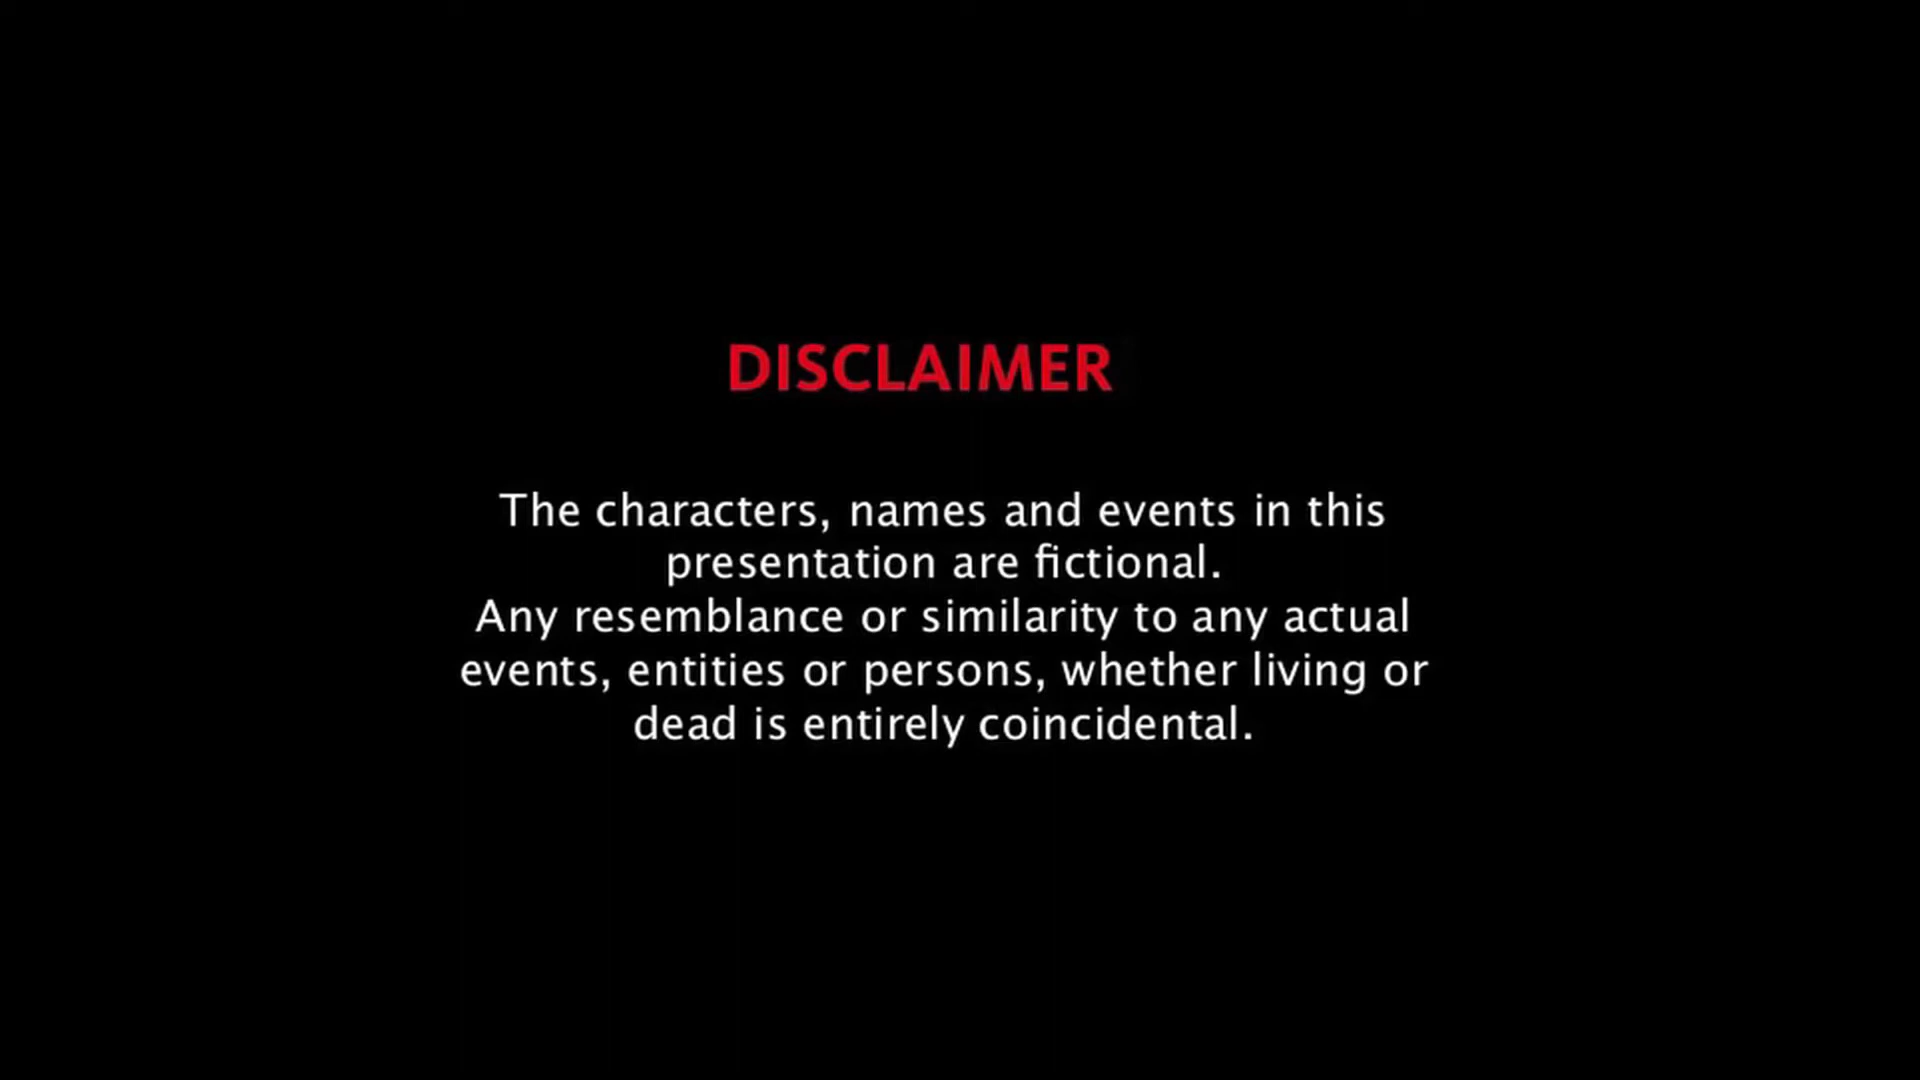 DISCLAIMER
The characters, names and events in this
presentation are fictional.
Any resemblance or similarity to any actual
events, entities or persons, whether living or
dead is entirely coincidental.